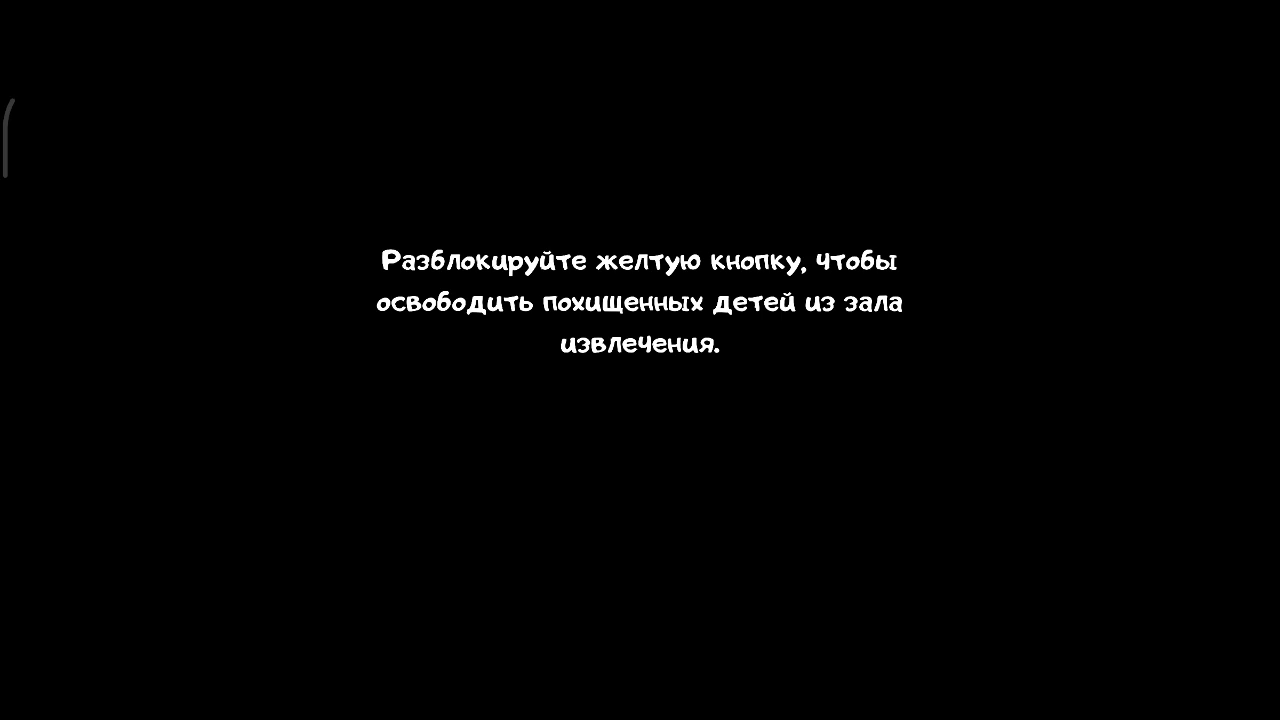 Разблокируйте желтую кнопку, чтобы
освободить похищенных детей из зала
извлечения.